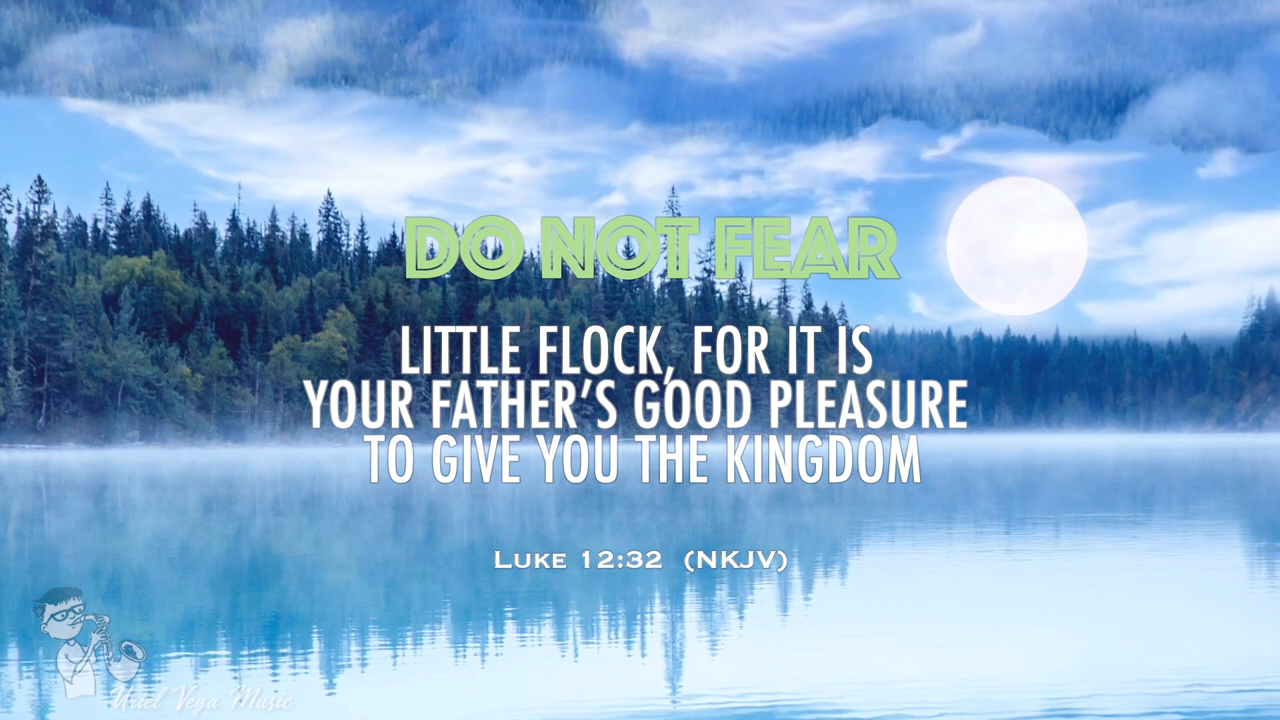 DO NOT FEAR
LITTLE FLOCK, FOR IT IS
YOUR FATHER'S GOOD PLEASURE
TO GIVE YOU THE KINGDOM
LUKE 12:32 (NKJV)
Uriel Vega Music